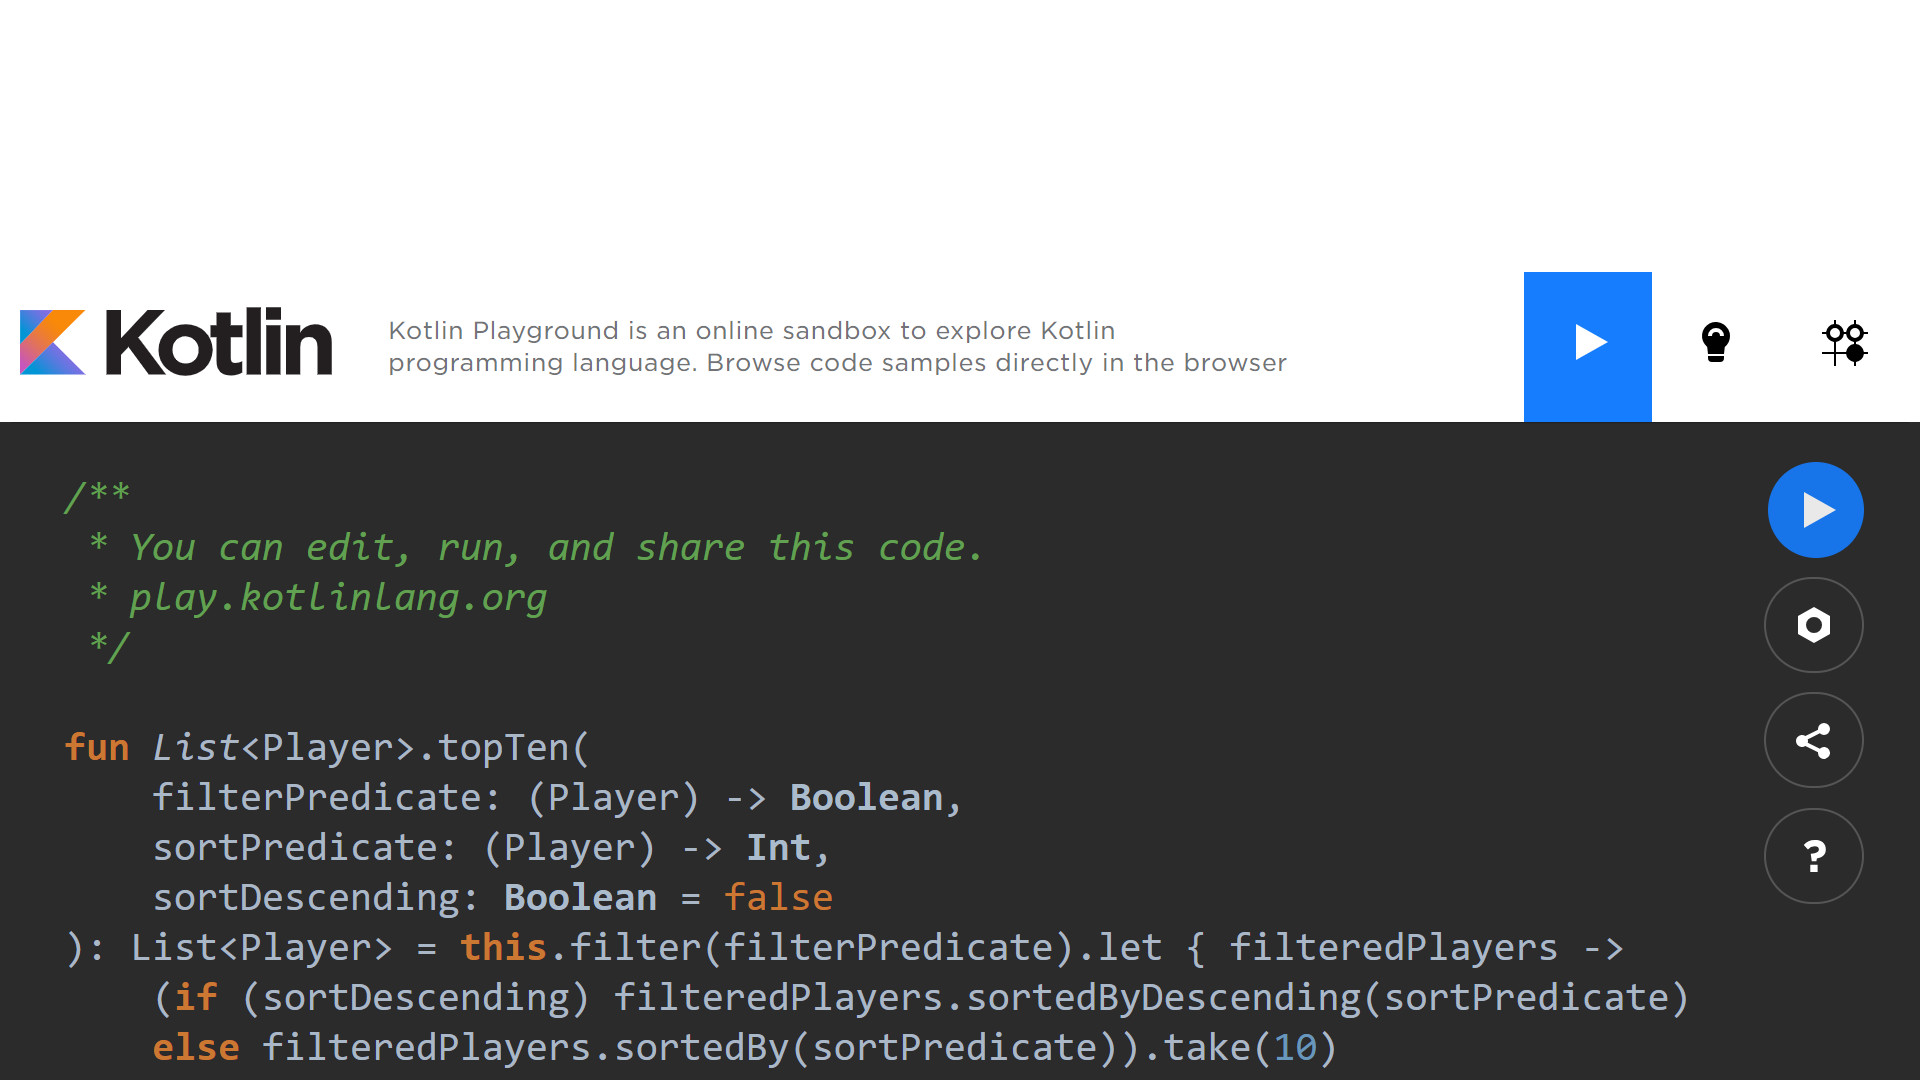 Kotlin
Kotlin Playground is an online sandbox to explore Kotlin
programming language. Browse code samples directly in the browser
/**
 * You can edit, run, and share this code.
 * play.kotlinlang.org
 */
fun List<Player>.topTen(
    filterPredicate: (Player) -> Boolean,
    sortPredicate: (Player) -> Int,
    sortDescending: Boolean = false
): List<Player> = this.filter(filterPredicate).let { filteredPlayers ->
    (if (sortDescending) filteredPlayers.sortedByDescending(sortPredicate)
    else filteredPlayers.sortedBy(sortPredicate)).take(10)
?